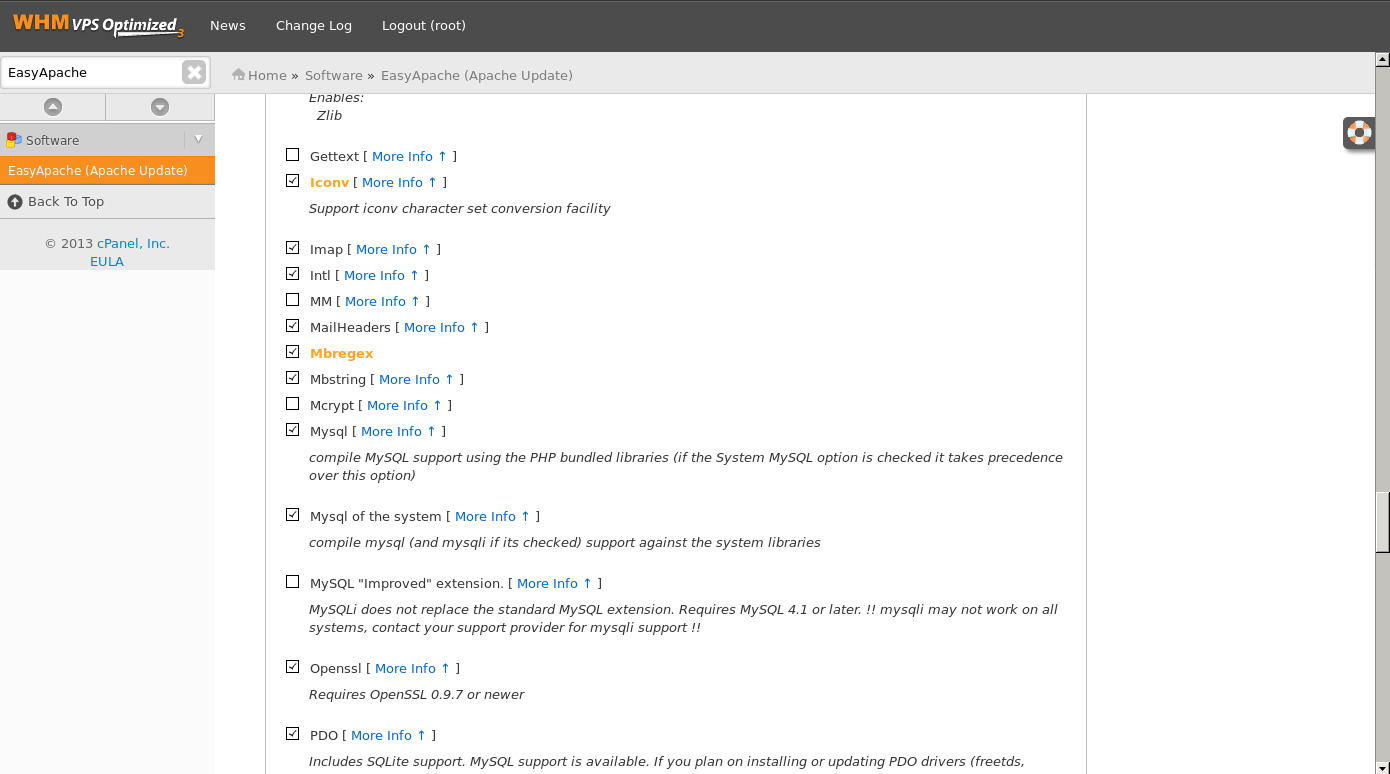 WHM VPS Optimized 3 News Change Log Logout (root)
EasyApache
Home » Software » EasyApache (Apache Update)
Software
EasyApache (Apache Update)
Back To Top
© 2013 cPanel, Inc.
EULA
Enables:
Zlib
Gettext [ More Info ↑ ]
Iconv [ More Info ↑ ]
Support iconv character set conversion facility
Imap [ More Info ↑ ]
Intl [ More Info ↑ ]
MM [ More Info ↑ ]
MailHeaders [ More Info ↑ ]
Mbregex
Mbstring [ More Info ↑ ]
Mcrypt [ More Info ↑ ]
Mysql [ More Info ↑ ]
compile MySQL support using the PHP bundled libraries (if the System MySQL option is checked it takes precedence
over this option)
Mysql of the system [ More Info ↑ ]
compile mysql (and mysqli if its checked) support against the system libraries
MySQL "Improved" extension. [ More Info ↑ ]
MySQLi does not replace the standard MySQL extension. Requires MySQL 4.1 or later. !! mysqli may not work on all
systems, contact your support provider for mysqli support !!
Openssl [ More Info ↑ ]
Requires OpenSSL 0.9.7 or newer
PDO [ More Info ↑ ]
Includes SQLite support. MySQL support is available. If you plan on installing or updating PDO drivers (freetds,